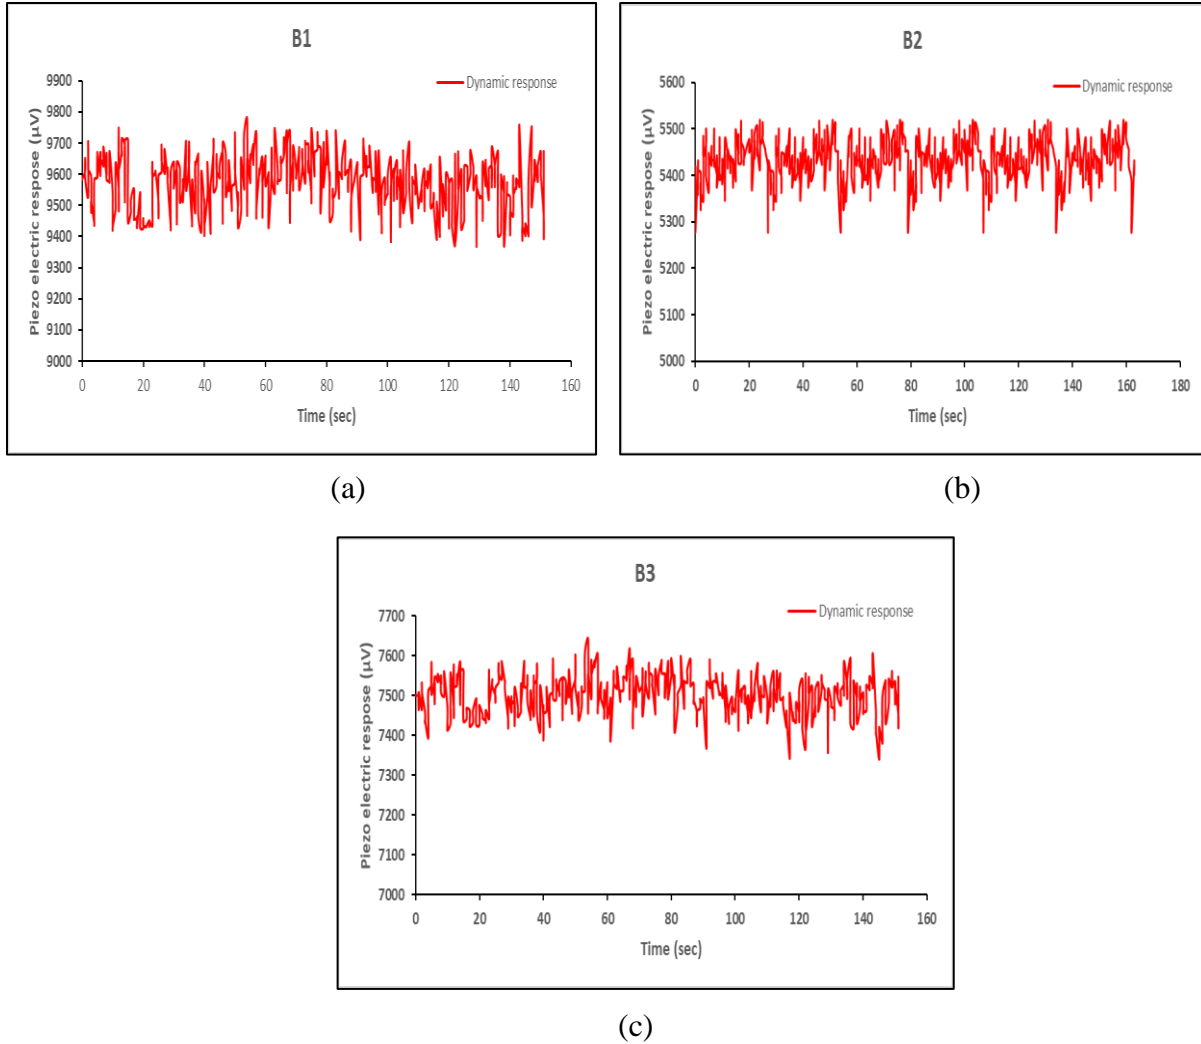 B1
Dynamic response
Piezo electric response (µV)
9900
9800
9700
9600
9500
9400
9300
9200
9100
9000
0 20 40 60 80 100 120 140 160
Time (sec)
(a)
B2
Dynamic response
Piezo electric response (µV)
5600
5500
5400
5300
5200
5100
5000
0 20 40 60 80 100 120 140 160 180
Time (sec)
(b)
B3
Dynamic response
Piezo electric respose (µV)
7700
7600
7500
7400
7300
7200
7100
7000
0 20 40 60 80 100 120 140 160
Time (sec)
(c)